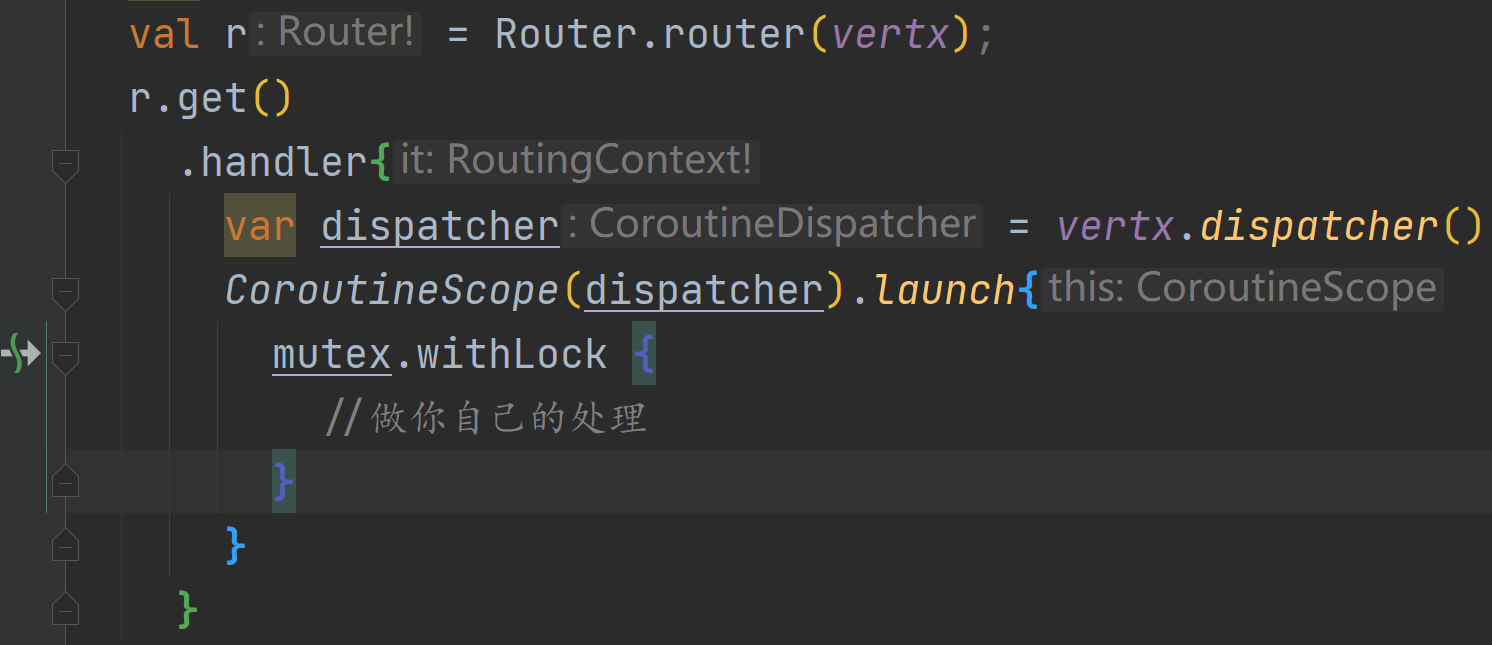 val r: Router! = Router.router(vertx);
r.get()
.handler{ it: RoutingContext!
var dispatcher: CoroutineDispatcher = vertx.dispatcher()
CoroutineScope(dispatcher).launch{ this: CoroutineScope
mutex.withLock {
//做你自己的处理
}
}
}